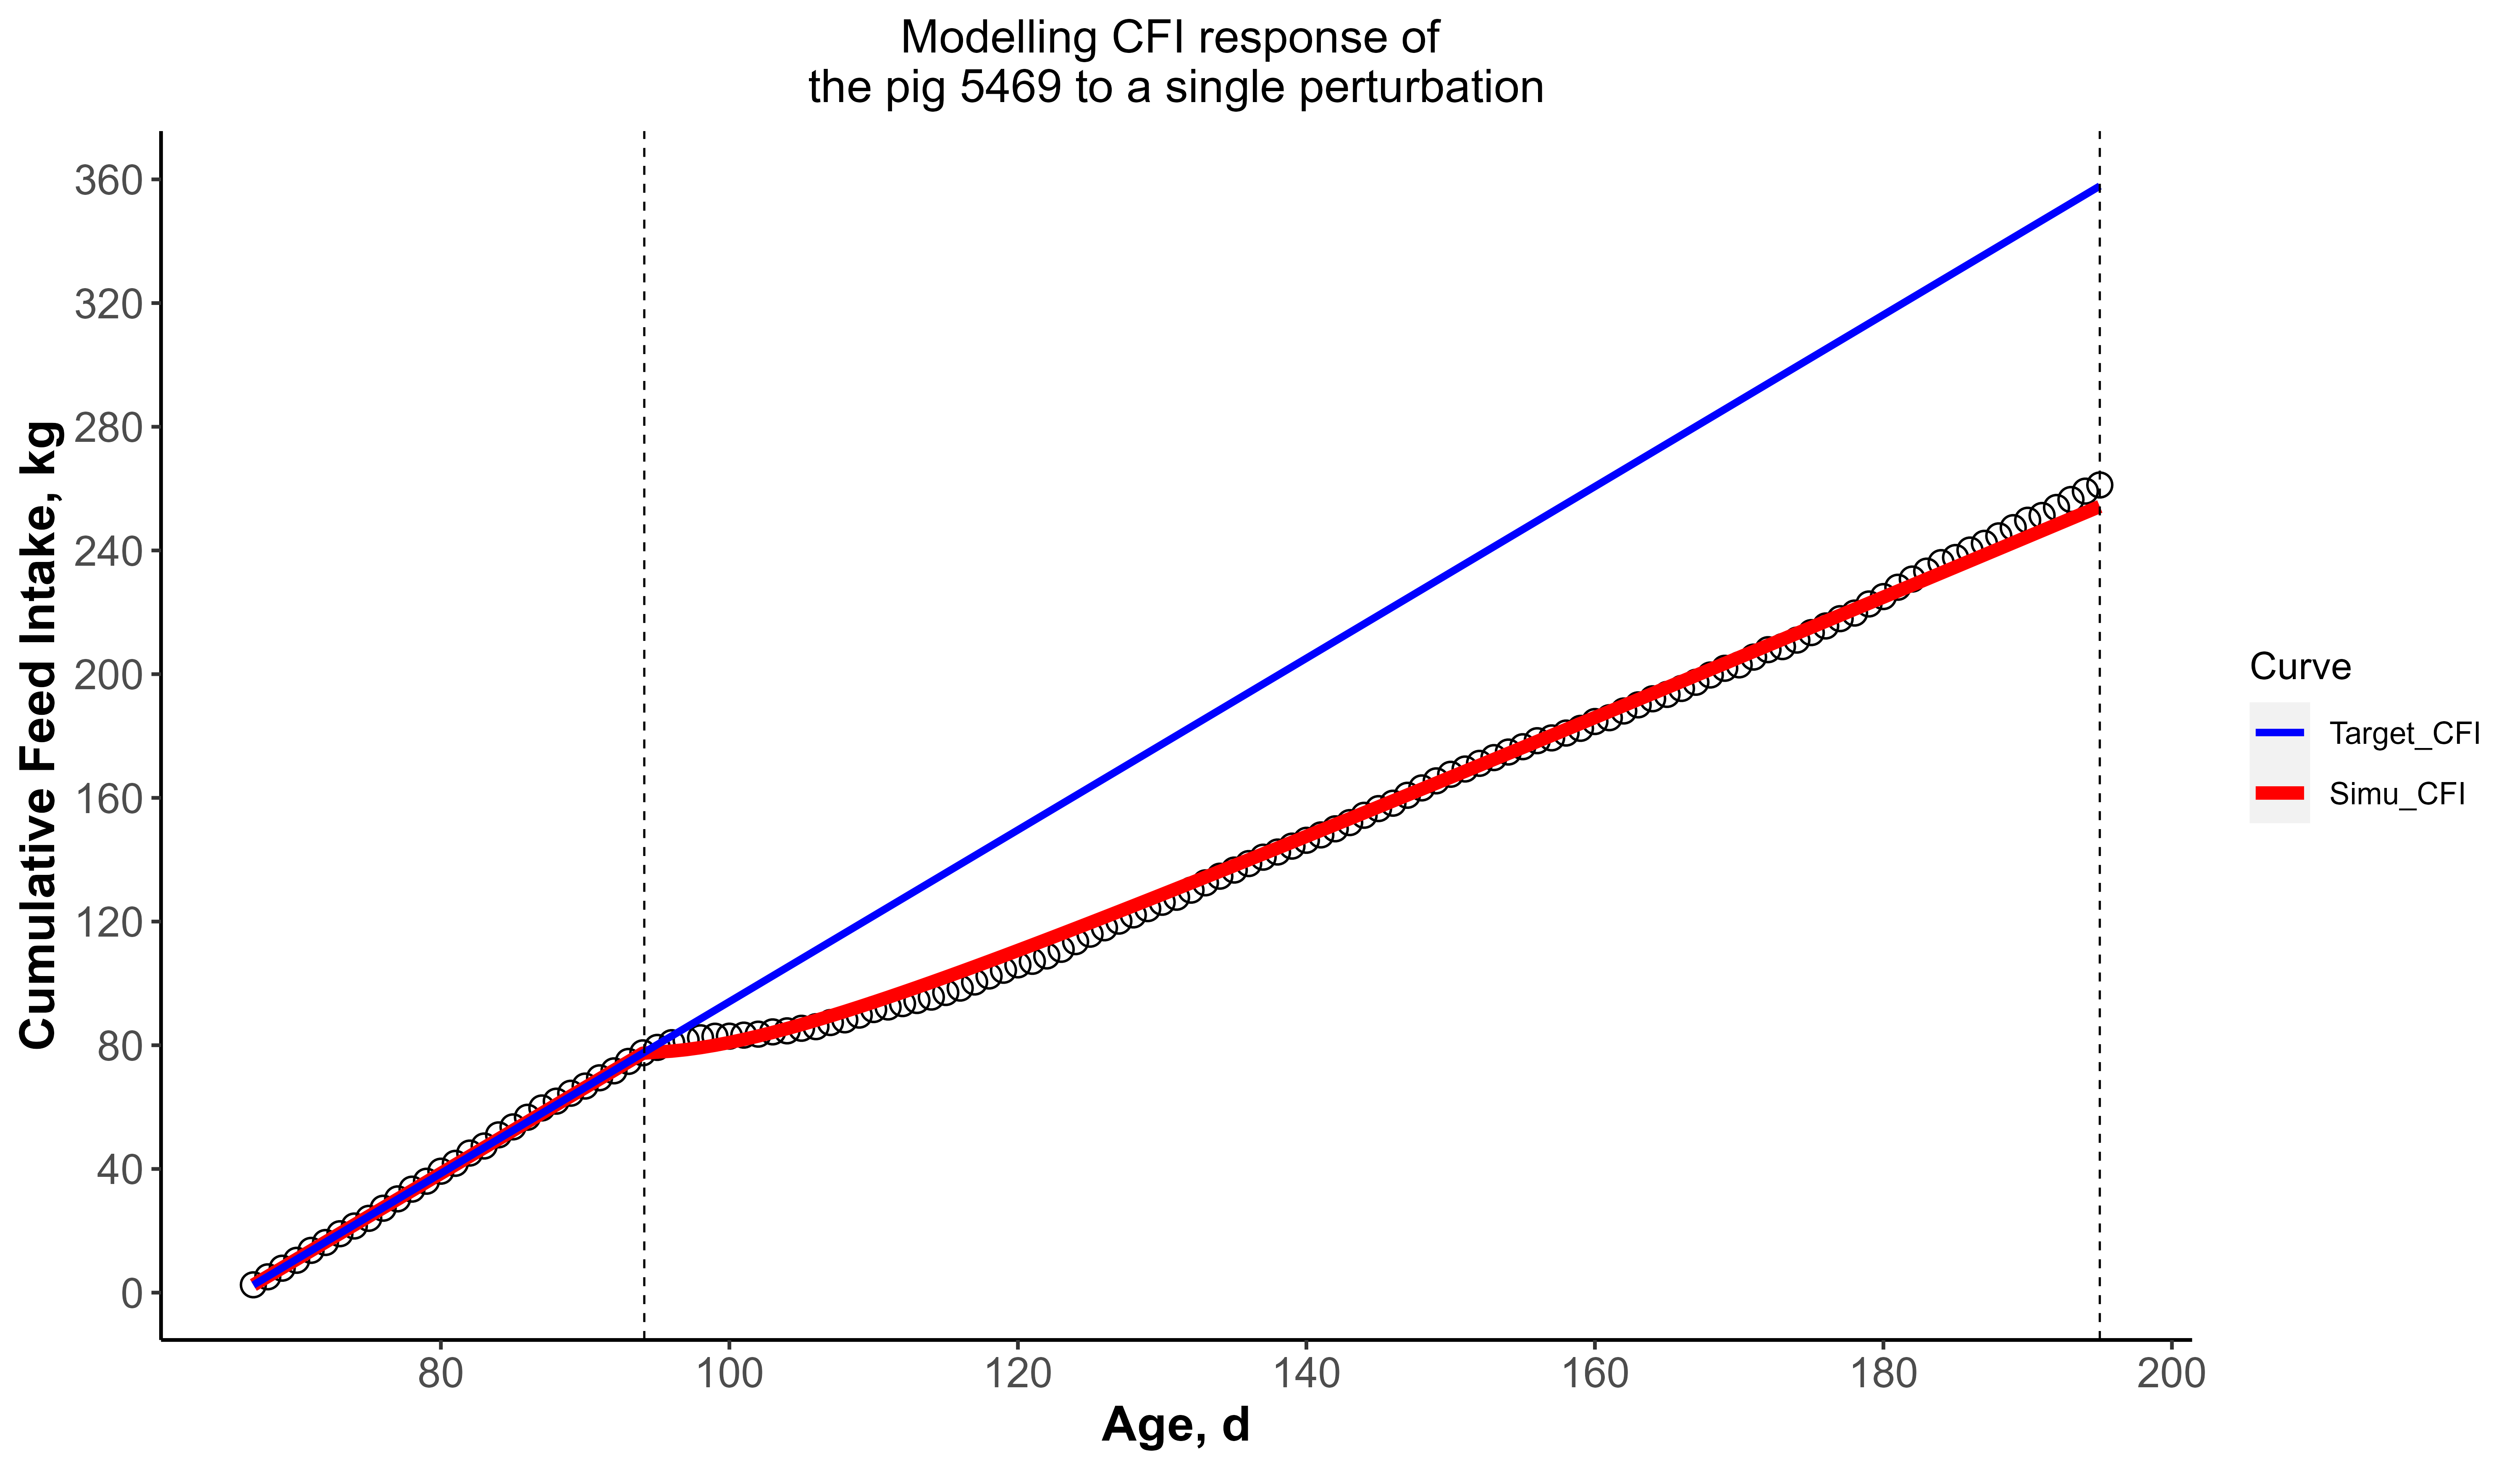 Modelling CFI response of
the pig 5469 to a single perturbation
Cumulative Feed Intake, kg
360
320
280
240
200
160
120
80
40
0
80 100 120 140 160 180 200
Age, d
Curve
Target_CFI
Simu_CFI